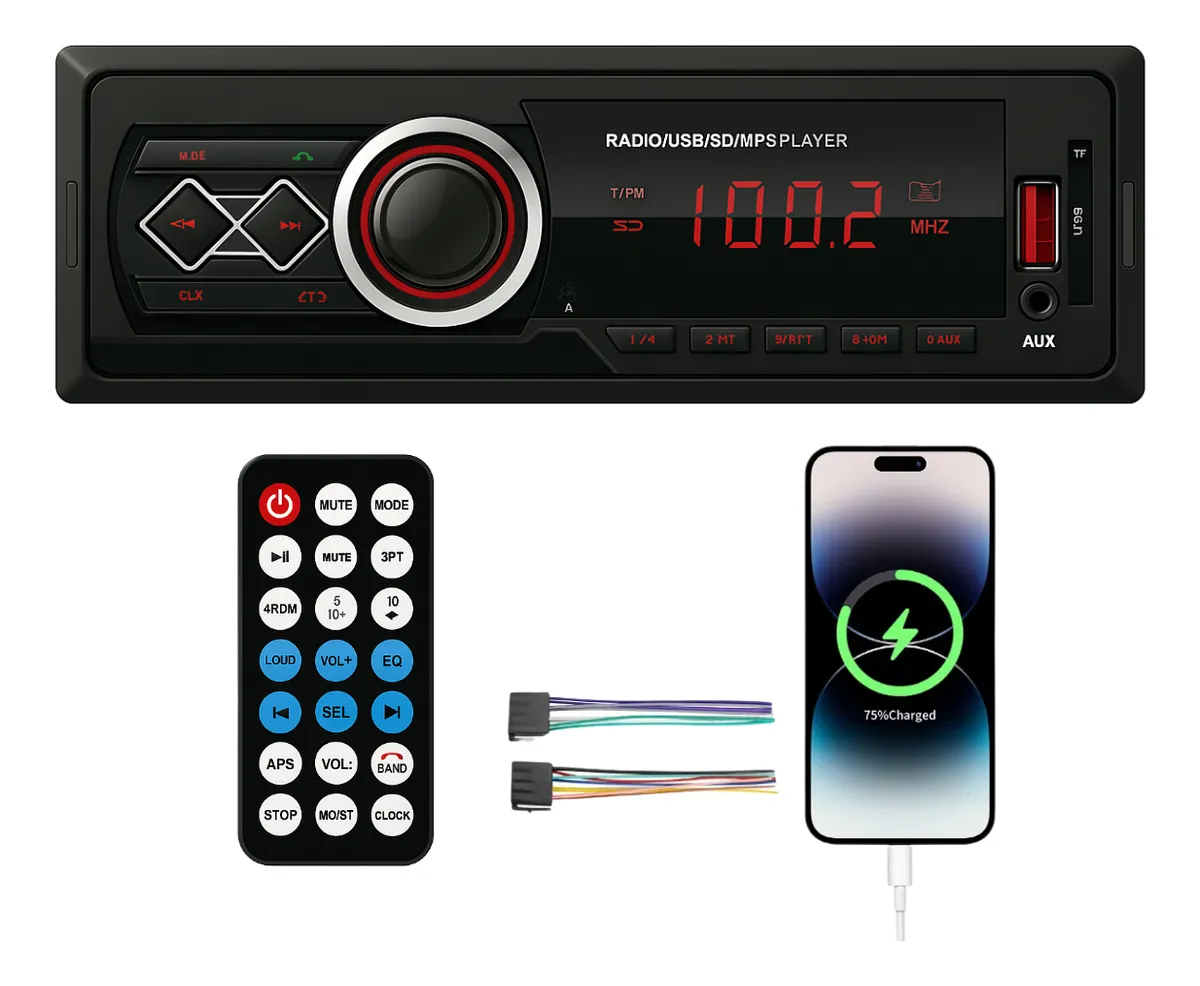 M.DE
RADIO/USB/SD/MPS PLAYER
TF
T/PM
100.2
MHZ
CLX
A
1/4
2 MT
8+OM
0 AUX
AUX
MUTE
MODE
MUTE
3PT
4RDM
5
10+
10
LOUD
VOL+
EQ
SEL
APS
VOL:
BAND
STOP
MO/ST
CLOCK
75%Charged